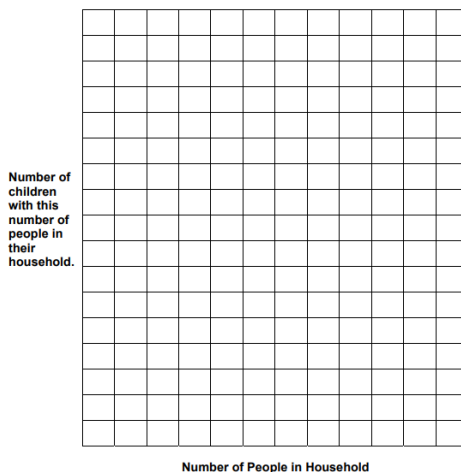 Number of
children
with this
number of
people in
their
household.
Number of People in Household